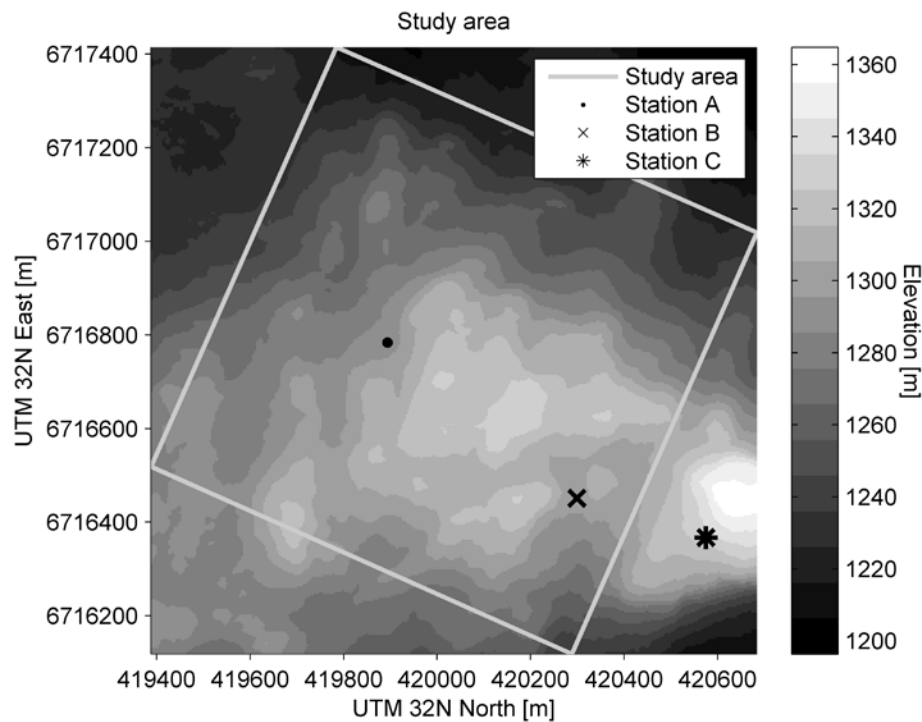 Study area
6717400
6717200
6717000
6716800
6716600
6716400
6716200
UTM 32N East [m]
419400 419600 419800 420000 420200 420400 420600
UTM 32N North [m]
Study area
Station A
Station B
Station C
1360
1340
1320
1300
1280
1260
1240
1220
1200
Elevation [m]